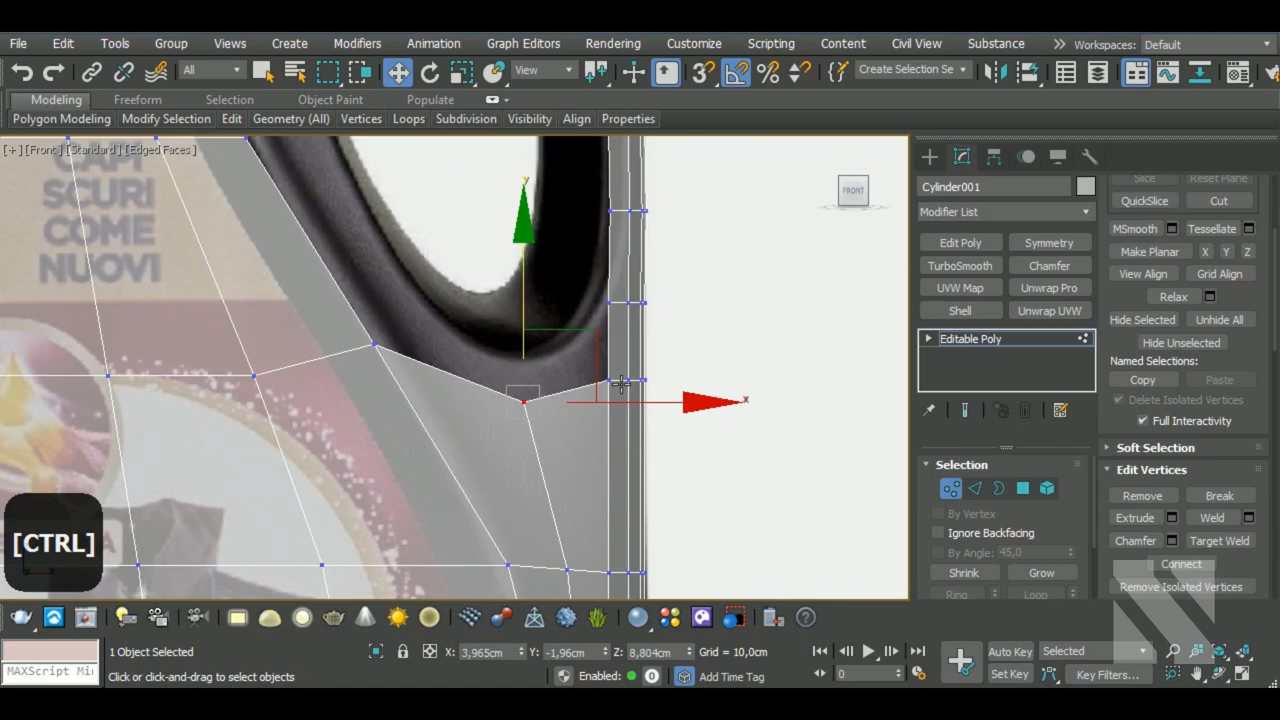 File Edit Tools Group Views Create Modifiers Animation Graph Editors Rendering Customize Scripting Content Civil View Substance Workspaces: Default
All View Create Selection Se
Modeling Freeform Selection Object Paint Populate
Polygon Modeling Modify Selection Edit Geometry (All) Vertices Loops Subdivision Visibility Align Properties
[+] [Front] [Standard] [Edged Faces]
SCURI
COME
NUOVI
y
x
FRONT
[CTRL]
A
Cylinder001
Modifier List
Edit Poly Symmetry
TurboSmooth Chamfer
UVW Map Unwrap Pro
Shell Unwrap UVW
Editable Poly
Selection
By Vertex
Ignore Backfacing
By Angle: 45,0
Shrink Grow
Ring Loop
Slice Reset Plane
QuickSlice Cut
MSmooth Tessellate
Make Planar X Y Z
View Align Grid Align
Relax
Hide Selected Unhide All
Hide Unselected
Named Selections:
Copy Paste
Delete Isolated Vertices
Full Interactivity
Soft Selection
Edit Vertices
Remove Break
Extrude Weld
Chamfer Target Weld
Connect
Remove Isolated Vertices
1 Object Selected X: 3,965cm Y: -1,96cm Z: 8,804cm Grid = 10,0cm Auto Key Selected
MAXScript Mi Click or click-and-drag to select objects Enabled: 0 Add Time Tag 0 Set Key Key Filters...